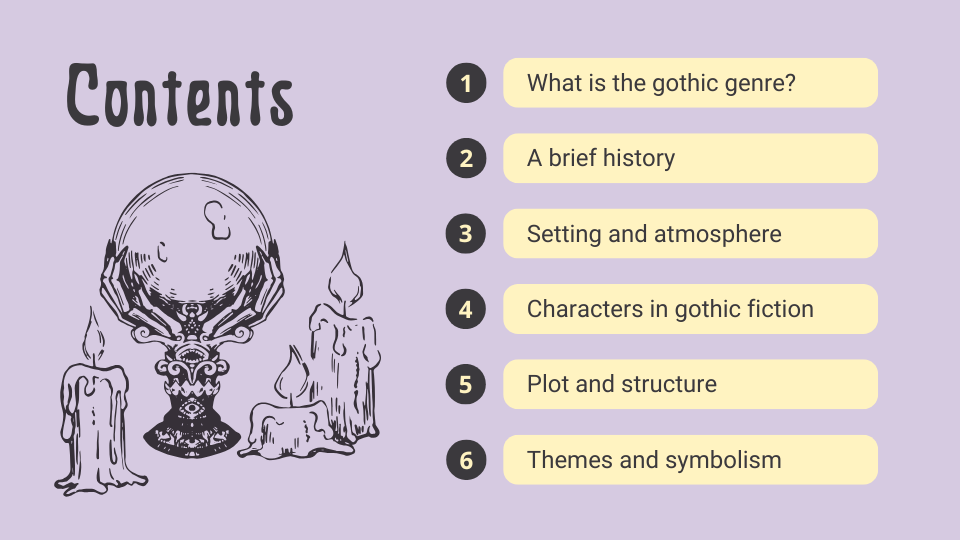 Contents
1 What is the gothic genre?
2 A brief history
3 Setting and atmosphere
4 Characters in gothic fiction
5 Plot and structure
6 Themes and symbolism